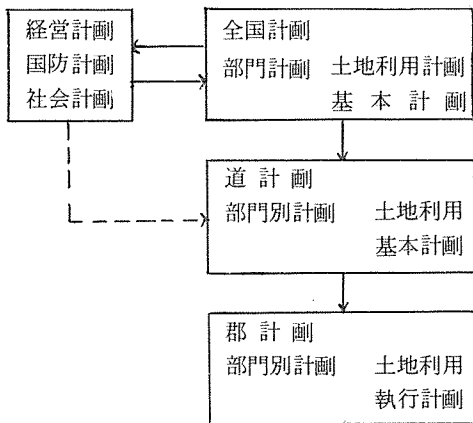 経営計画
国防計画
社会計画
全国計画
部門計画 土地利用計画
基本計画
道計画
部門別計画 土地利用
基本計画
郡計画
部門別計画 土地利用
執行計画